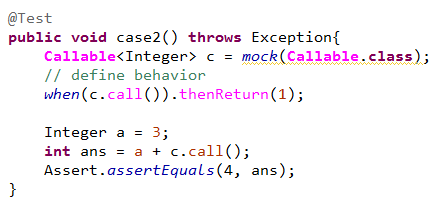 @Test
public void case2() throws Exception{
    Callable<Integer> c = mock(Callable.class);
    // define behavior
    when(c.call()).thenReturn(1);

    Integer a = 3;
    int ans = a + c.call();
    Assert.assertEquals(4, ans);
}